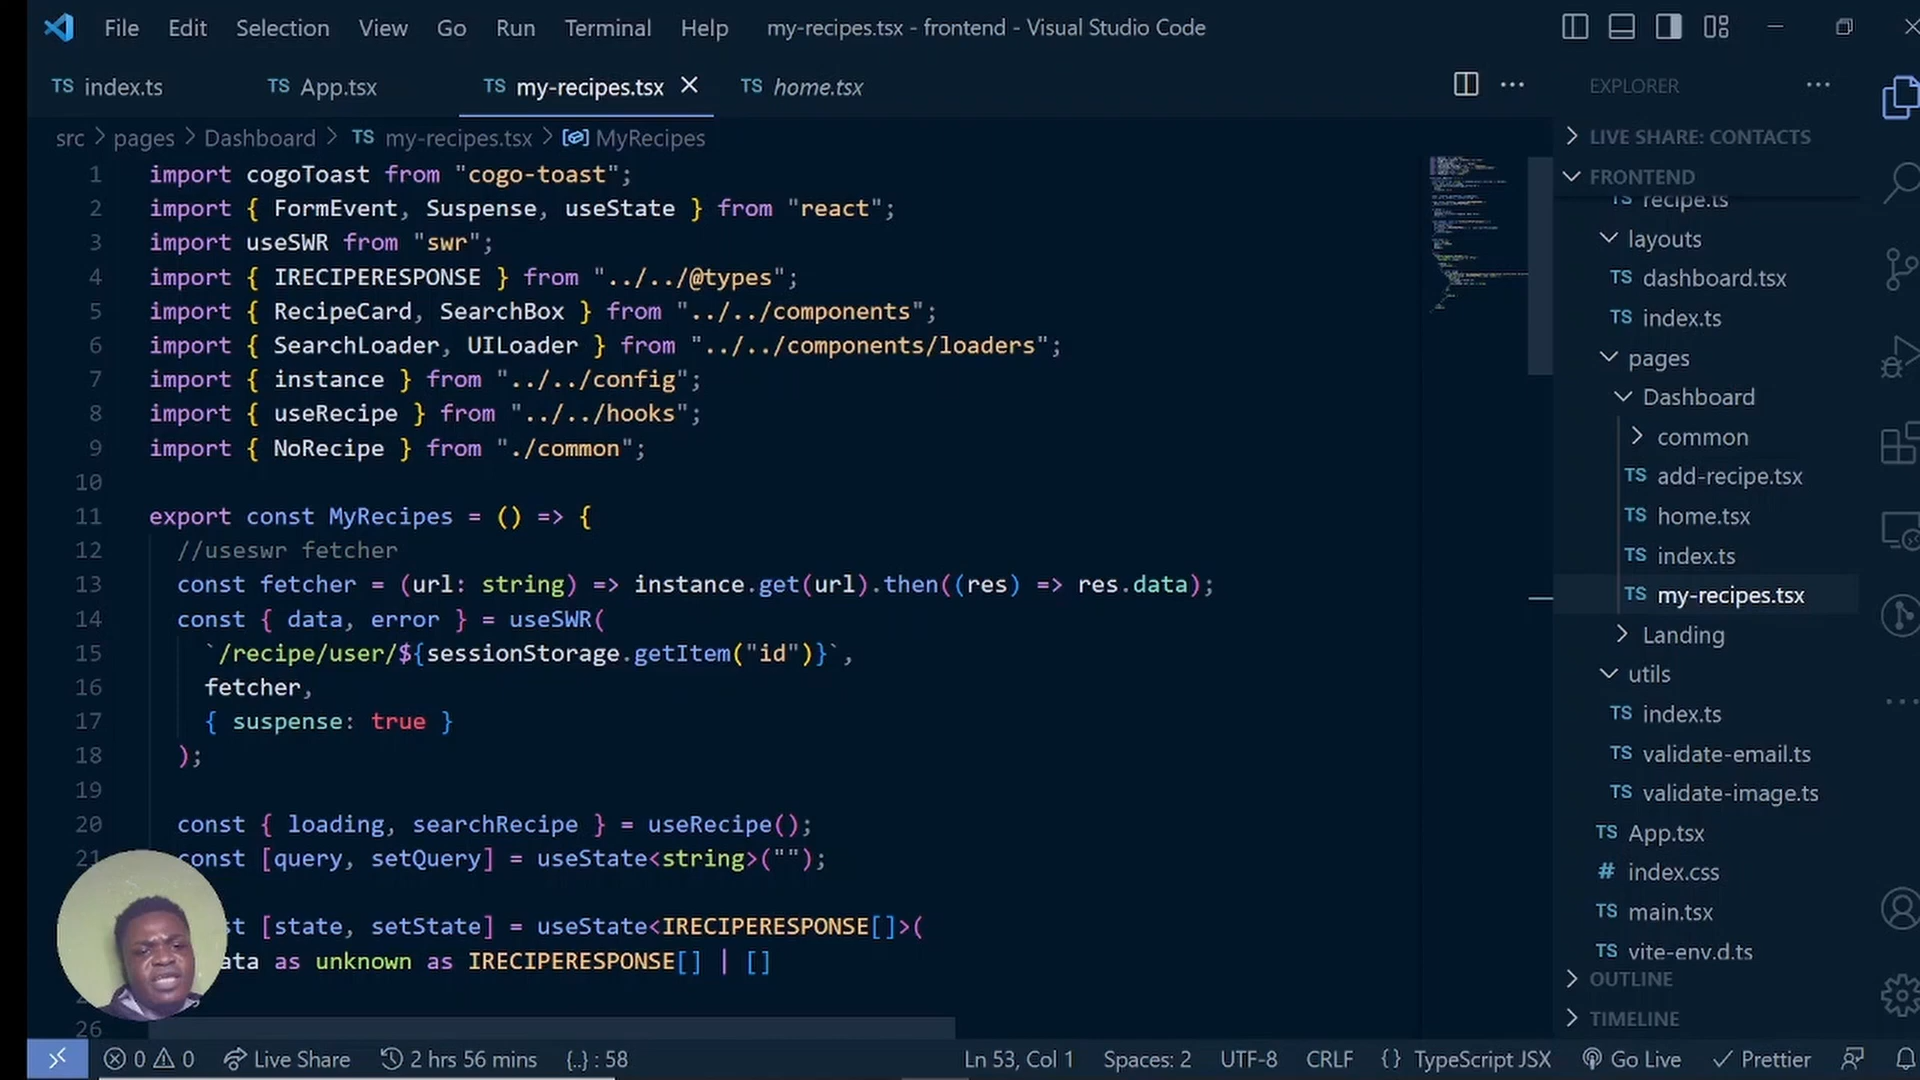 File Edit Selection View Go Run Terminal Help my-recipes.tsx - frontend - Visual Studio Code
TS index.ts TS App.tsx TS my-recipes.tsx TS home.tsx
src > pages > Dashboard > TS my-recipes.tsx > MyRecipes
1 import cogoToast from "cogo-toast";
2 import { FormEvent, Suspense, useState } from "react";
3 import useSWR from "swr";
4 import { IRECIPERESPONSE } from "../../@types";
5 import { RecipeCard, SearchBox } from "../../components";
6 import { SearchLoader, UILoader } from "../../components/loaders";
7 import { instance } from "../../config";
8 import { useRecipe } from "../../hooks";
9 import { NoRecipe } from "./common";
10
11 export const MyRecipes = () => {
12 //useswr fetcher
13 const fetcher = (url: string) => instance.get(url).then((res) => res.data);
14 const { data, error } = useSWR(
15 `/recipe/user/${sessionStorage.getItem("id")}`,
16 fetcher,
17 { suspense: true }
18 );
19
20 const { loading, searchRecipe } = useRecipe();
21 const [query, setQuery] = useState<string>("");
[state, setState] = useState<IRECIPERESPONSE[]>(
as unknown as IRECIPERESPONSE[] | []
26
EXPLORER
LIVE SHARE: CONTACTS
FRONTEND
TS recipe.ts
layouts
TS dashboard.tsx
TS index.ts
pages
Dashboard
common
TS add-recipe.tsx
TS home.tsx
TS index.ts
TS my-recipes.tsx
Landing
utils
TS index.ts
TS validate-email.ts
TS validate-image.ts
TS App.tsx
# index.css
TS main.tsx
TS vite-env.d.ts
OUTLINE
TIMELINE
0 0 Live Share 2 hrs 56 mins {..} : 58 Ln 53, Col 1 Spaces: 2 UTF-8 CRLF {} TypeScript JSX Go Live Prettier